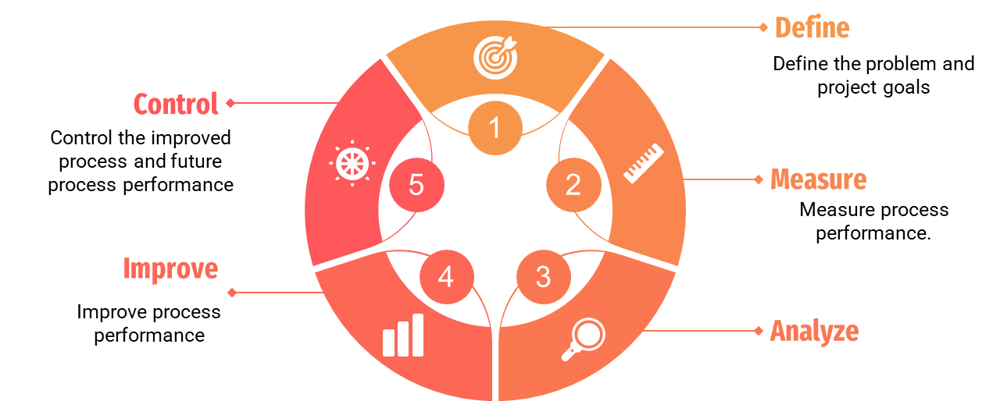 Define
Define the problem and
project goals
Control
Control the improved
process and future
process performance
1
5
2
Measure
Measure process
performance.
Improve
Improve process
performance
4
3
Analyze